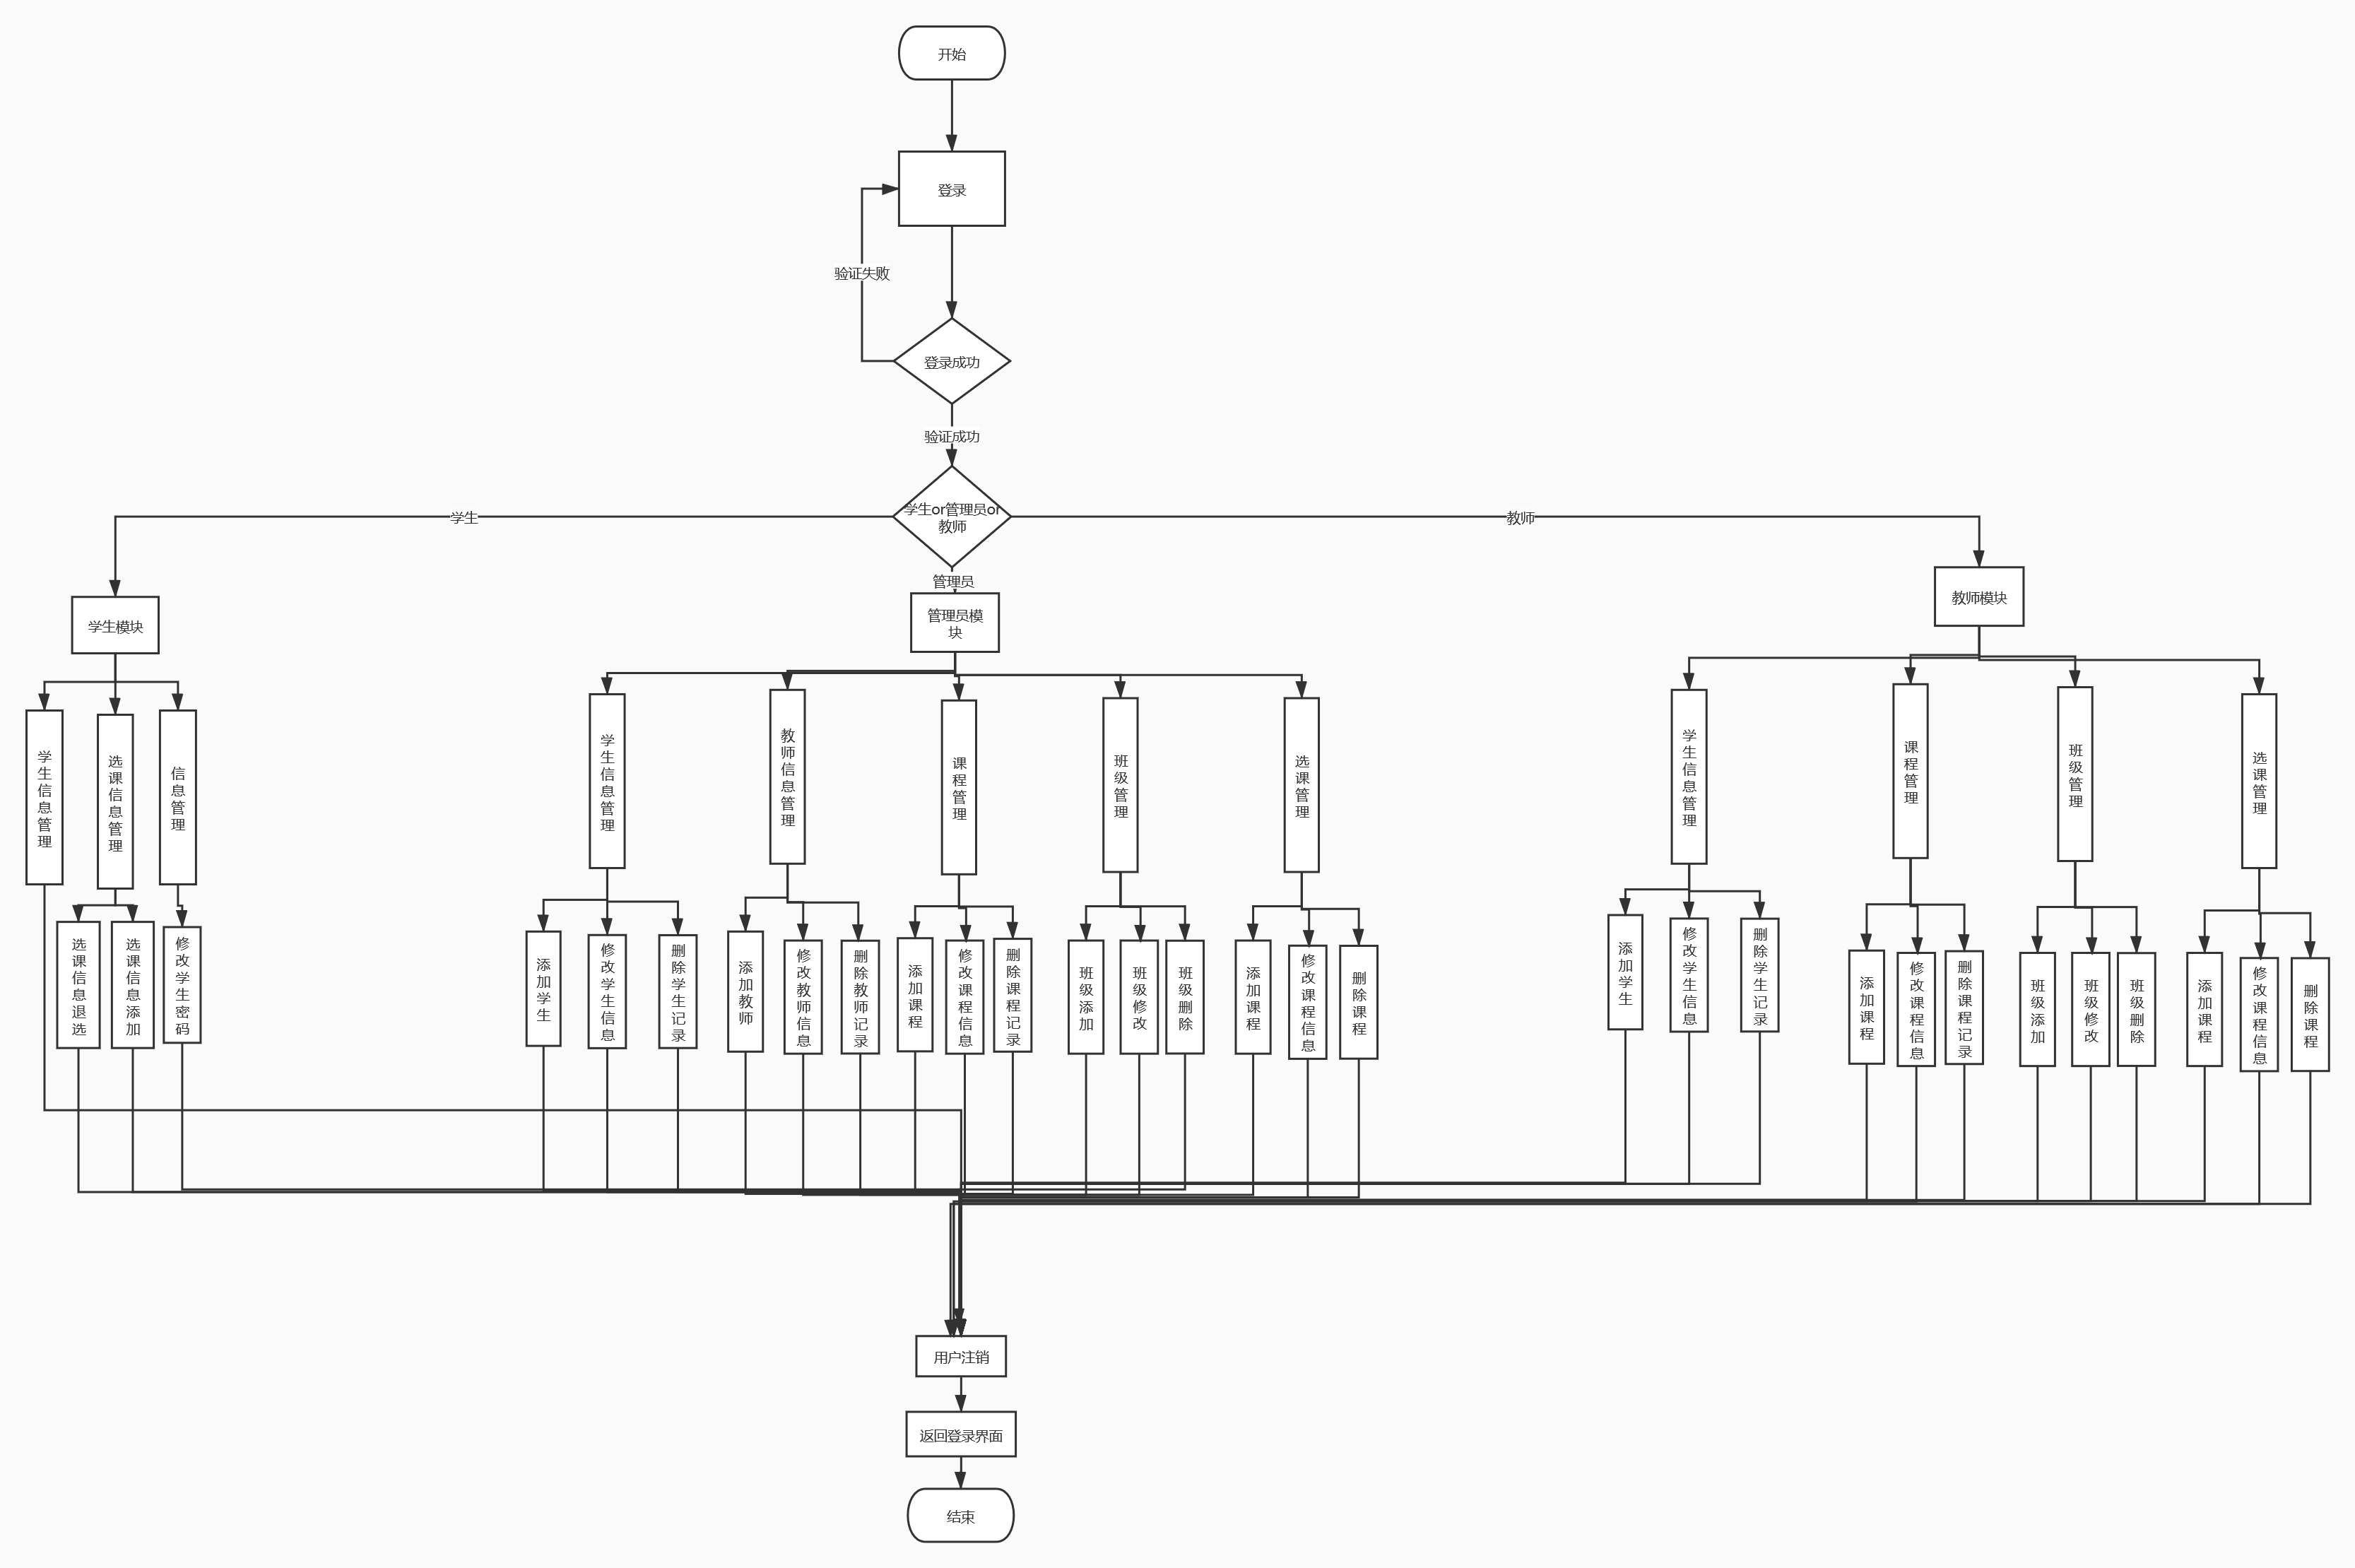 开始
登录
验证失败
登录成功
验证成功
学生or管理员or
教师
学生
教师
管理员
学生模块
管理员模
块
教师模块
学生信息管理
选课信息管理
信息管理
学生信息管理
教师信息管理
课程管理
班级管理
选课管理
学生信息管理
课程管理
班级管理
选课管理
选课信息退选
选课信息添加
修改学生密码
添加学生
修改学生信息
删除学生记录
添加教师
修改教师信息
删除教师记录
添加课程
修改课程信息
删除课程记录
班级添加
班级修改
班级删除
添加课程
修改课程信息
删除课程
添加学生
修改学生信息
删除学生记录
添加课程
修改课程信息
删除课程记录
班级添加
班级修改
班级删除
添加课程
修改课程信息
删除课程
用户注销
返回登录界面
结束